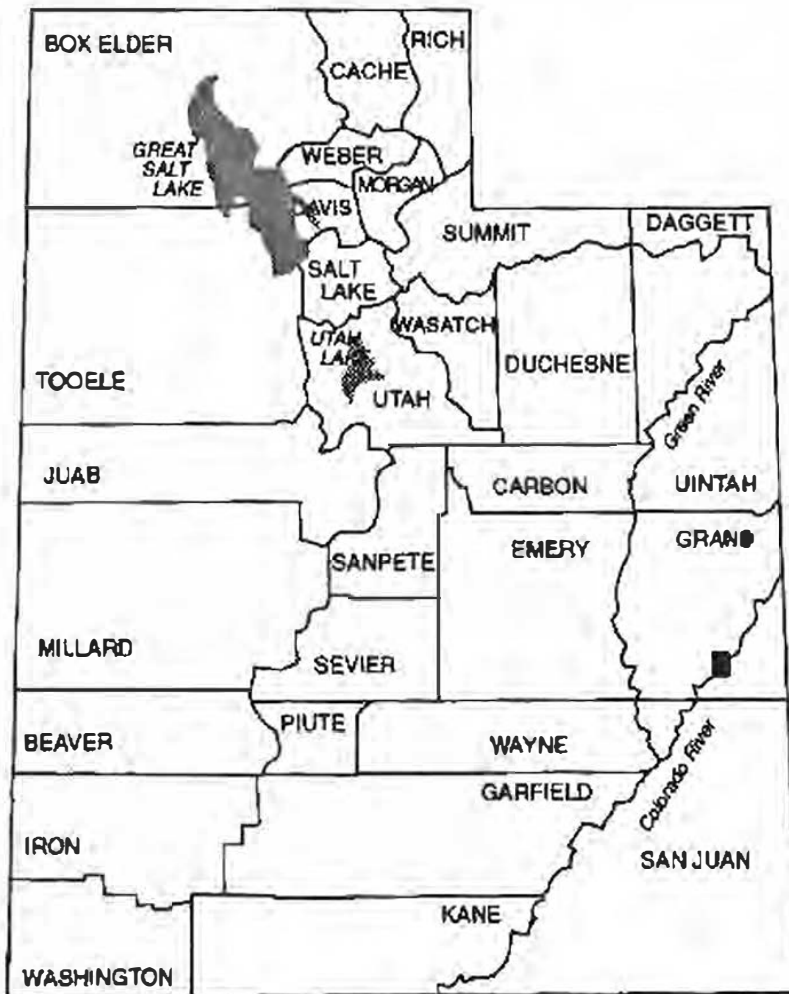 BOX ELDER
RICH
CACHE
GREAT
SALT
LAKE
WEBER
MORGAN
DAVIS
SUMMIT
DAGGETT
SALT
LAKE
WASATCH
UTAH
LAKE
DUCHESNE
TOOELE
UTAH
Green River
JUAB
CARBON
UINTAH
SANPETE
EMERY
GRAND
MILLARD
SEVIER
PIUTE
BEAVER
WAYNE
Colorado River
GARFIELD
IRON
SAN JUAN
KANE
WASHINGTON